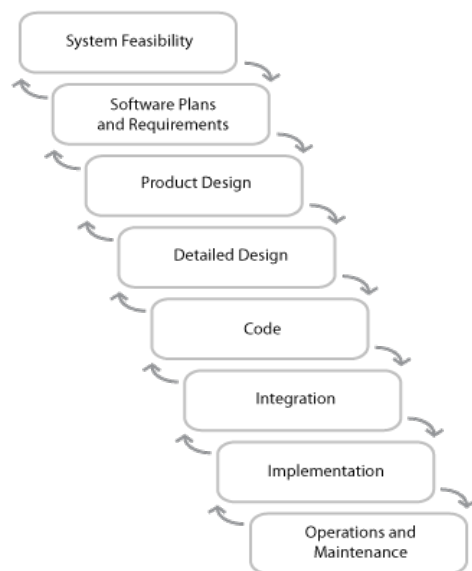 System Feasibility
Software Plans
and Requirements
Product Design
Detailed Design
Code
Integration
Implementation
Operations and
Maintenance